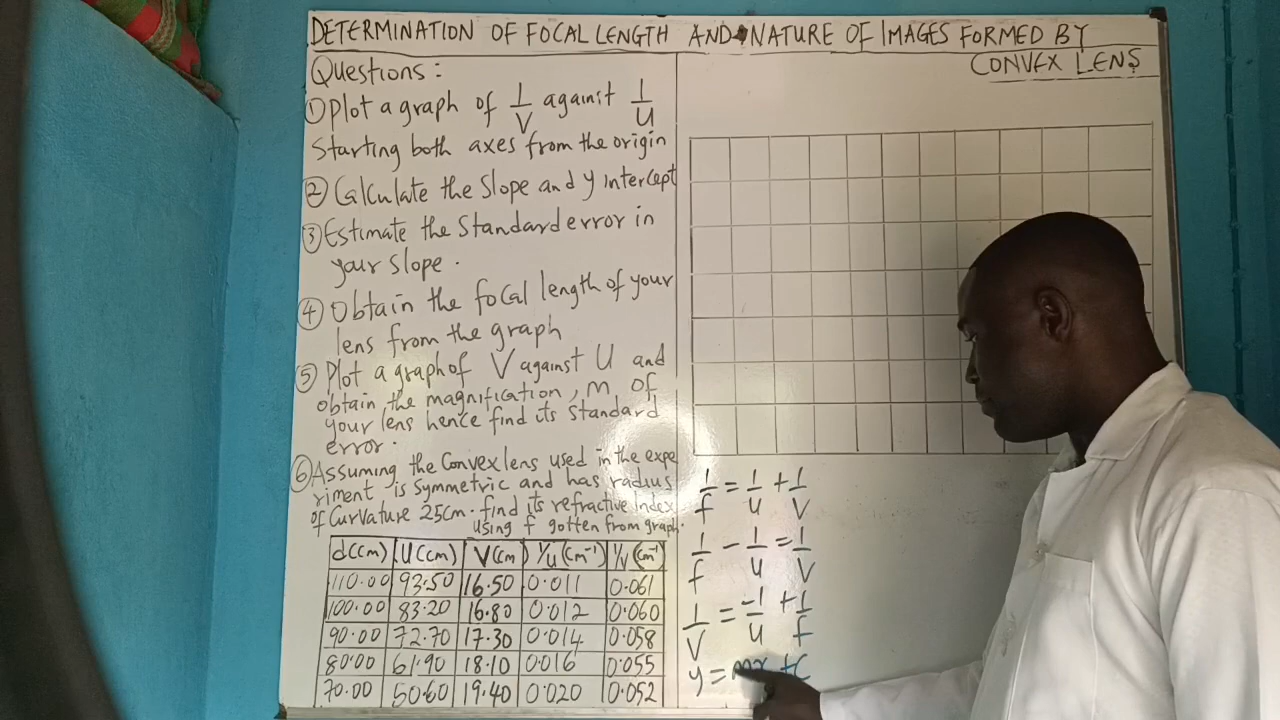 DETERMINATION OF FOCAL LENGTH AND NATURE OF IMAGES FORMED BY
CONVEX LENS
Questions:
① Plot a graph of 1/V against 1/U
starting both axes from the origin
② Calculate the Slope and y intercept
③ Estimate the Standard error in
your slope.
④ Obtain the focal length of your
lens from the graph
⑤ Plot a graph of V against U and
obtain the magnification, m of
your lens hence find its standard
error.
⑥ Assuming the Convex lens used in the expe
riment is symmetric and has radius
of Curvature 25cm. find its refractive Index
using f gotten from graph.
d(cm) U(cm) V(cm 1/u(cm⁻¹) 1/v(cm⁻¹)
110.00 93.50 16.50 0.011 0.061
100.00 83.20 16.80 0.012 0.060
90.00 72.70 17.30 0.014 0.058
80.00 61.90 18.10 0.016 0.055
70.00 50.60 19.40 0.020 0.052
1/f = 1/u + 1/V
1/f - 1/u = 1/V
1/V = -1/u + 1/f
y = mx + c